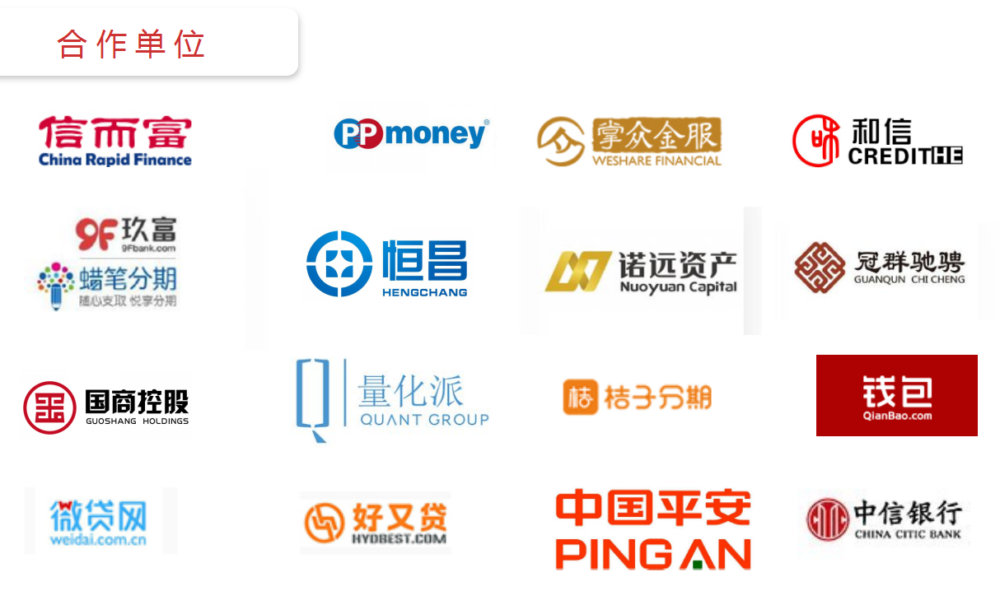 合作单位
信而富
China Rapid Finance
PPmoney®
掌众金服
WESHARE FINANCIAL
和信
CREDITHE
9F玖富
9Fbank.com
蜡笔分期
随心支取 悦享分期
恒昌
HENGCHANG
诺远资产
Nuoyuan Capital
冠群驰骋
GUANQUN CHI CHENG
国商控股
GUOSHANG HOLDINGS
量化派
QUANT GROUP
桔 桔子分期
钱包
QianBao.com
微贷网
weidai.com.cn
好又贷
HYDBEST.COM
中国平安
PING AN
中信银行
CHINA CITIC BANK